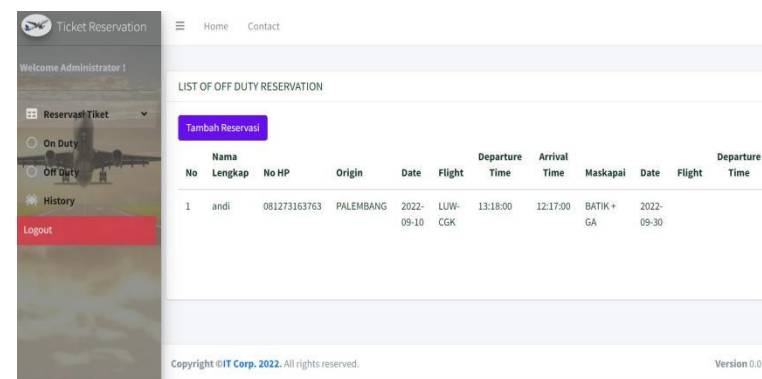 Ticket Reservation
Home Contact
Welcome Administrator !
LIST OF OFF DUTY RESERVATION
Reservasi Tiket
Tambah Reservasi
On Duty
Off Duty
History
Logout
No Nama Lengkap No HP Origin Date Flight Departure Time Arrival Time Maskapai Date Flight Departure Time
1 andi 081273163763 PALEMBANG 2022-09-10 LUW-CGK 13:18:00 12:17:00 BATIK + GA 2022-09-30
Copyright ©IT Corp. 2022. All rights reserved. Version 0.0